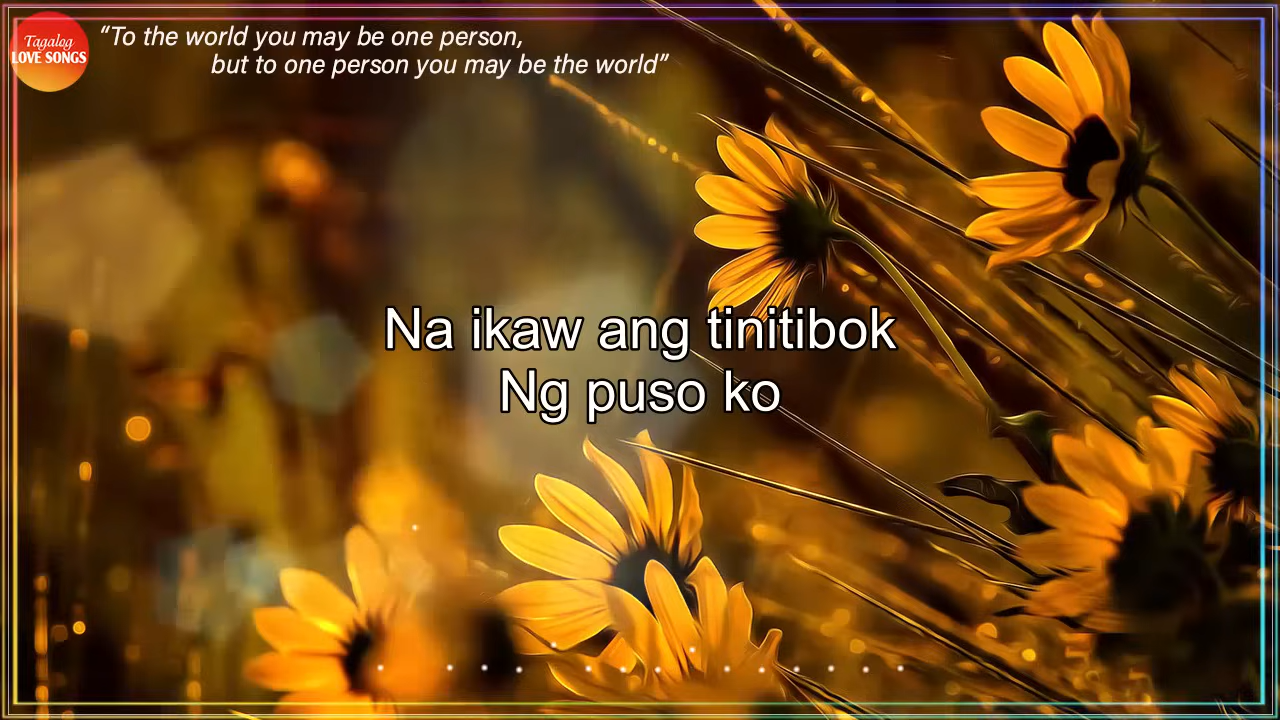 Tagalog
LOVE SONGS
“To the world you may be one person,
but to one person you may be the world”
Na ikaw ang tinitibok
Ng puso ko